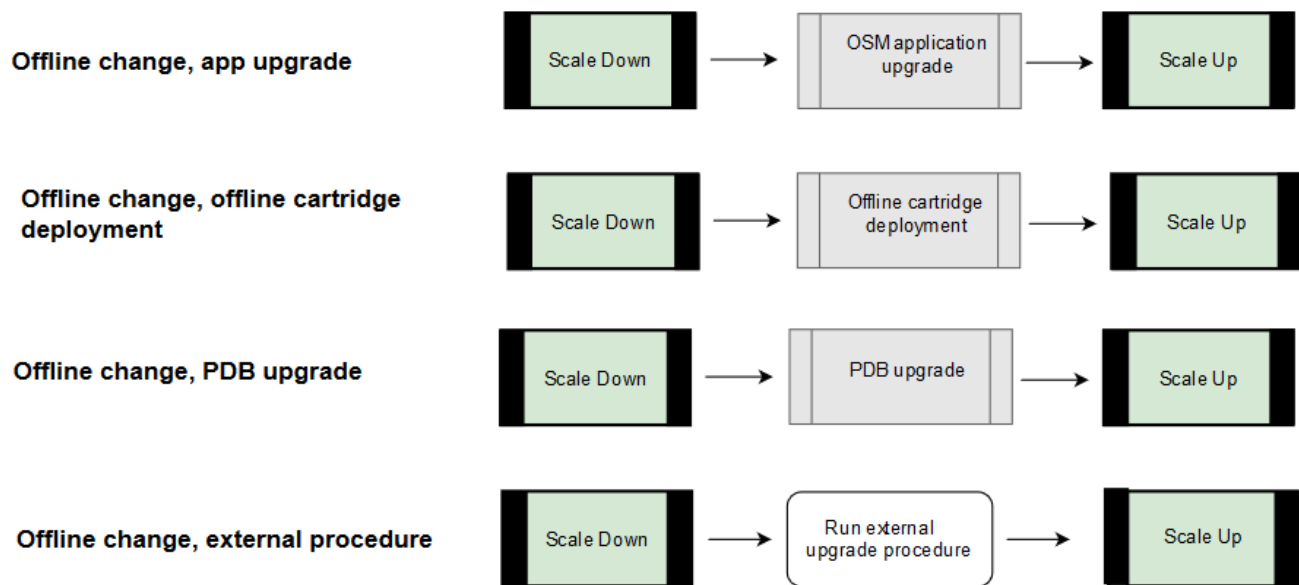 Offline change, app upgrade
Scale Down
OSM application
upgrade
Scale Up
Offline change, offline cartridge
deployment
Scale Down
Offline cartridge
deployment
Scale Up
Offline change, PDB upgrade
Scale Down
PDB upgrade
Scale Up
Offline change, external procedure
Scale Down
Run external
upgrade procedure
Scale Up